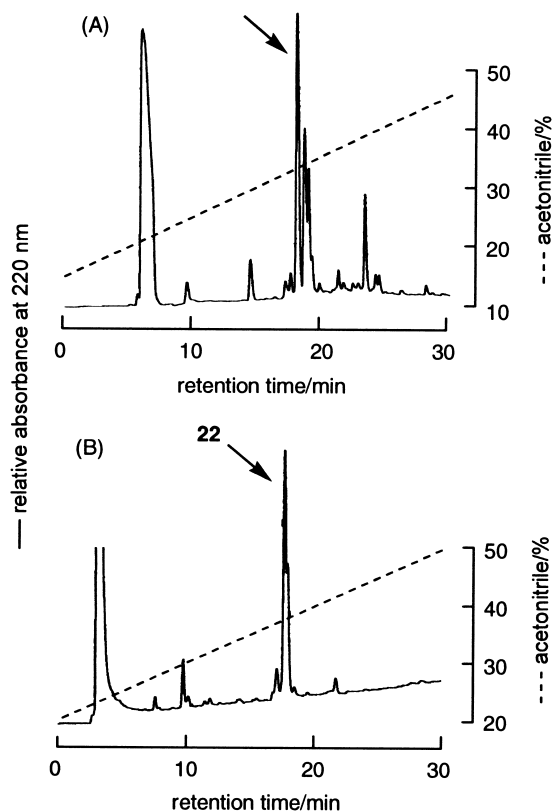 (A)
50
40
30
20
10
--- acetonitrile/%
0 10 20 30
retention time/min
— relative absorbance at 220 nm
(B)
22
50
40
30
20
--- acetonitrile/%
0 10 20 30
retention time/min